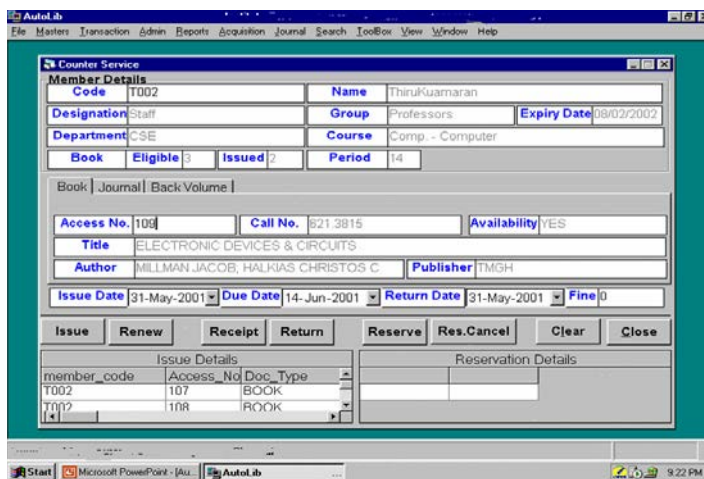 AutoLib
File Masters Transaction Admin Reports Acquisition Journal Search ToolBox View Window Help
Counter Service
Member Details
Code T002 Name ThiruKuamaran
Designation Staff Group Professors Expiry Date 08/02/2002
Department CSE Course Comp. - Computer
Book Eligible 3 Issued 2 Period 14
Book Journal Back Volume
Access No. 109 Call No. 621.3815 Availability YES
Title ELECTRONIC DEVICES & CIRCUITS
Author MILLMAN JACOB, HALKIAS CHRISTOS C Publisher TMGH
Issue Date 31-May-2001 Due Date 14-Jun-2001 Return Date 31-May-2001 Fine 0
Issue Renew Receipt Return Reserve Res.Cancel Clear Close
Issue Details Reservation Details
member_code Access_No Doc_Type
T002 107 BOOK
T002 108 BOOK
Start Microsoft PowerPoint - [Au... AutoLib ... 9:22 PM